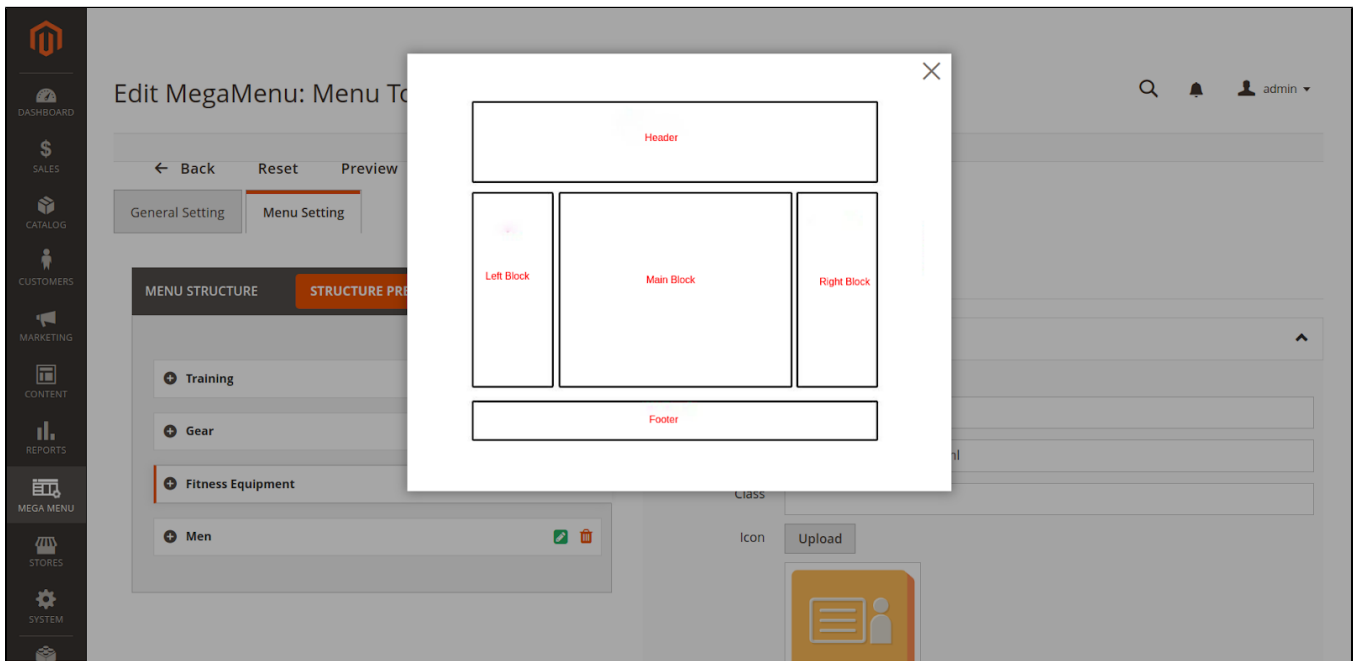 Edit MegaMenu: Menu To
admin
DASHBOARD
SALES
CATALOG
CUSTOMERS
MARKETING
CONTENT
REPORTS
MEGA MENU
STORES
SYSTEM
Back Reset Preview
General Setting Menu Setting
MENU STRUCTURE STRUCTURE PRE
Training
Gear
Fitness Equipment
Men
Header
Left Block
Main Block
Right Block
Footer
ml
Class
Icon Upload